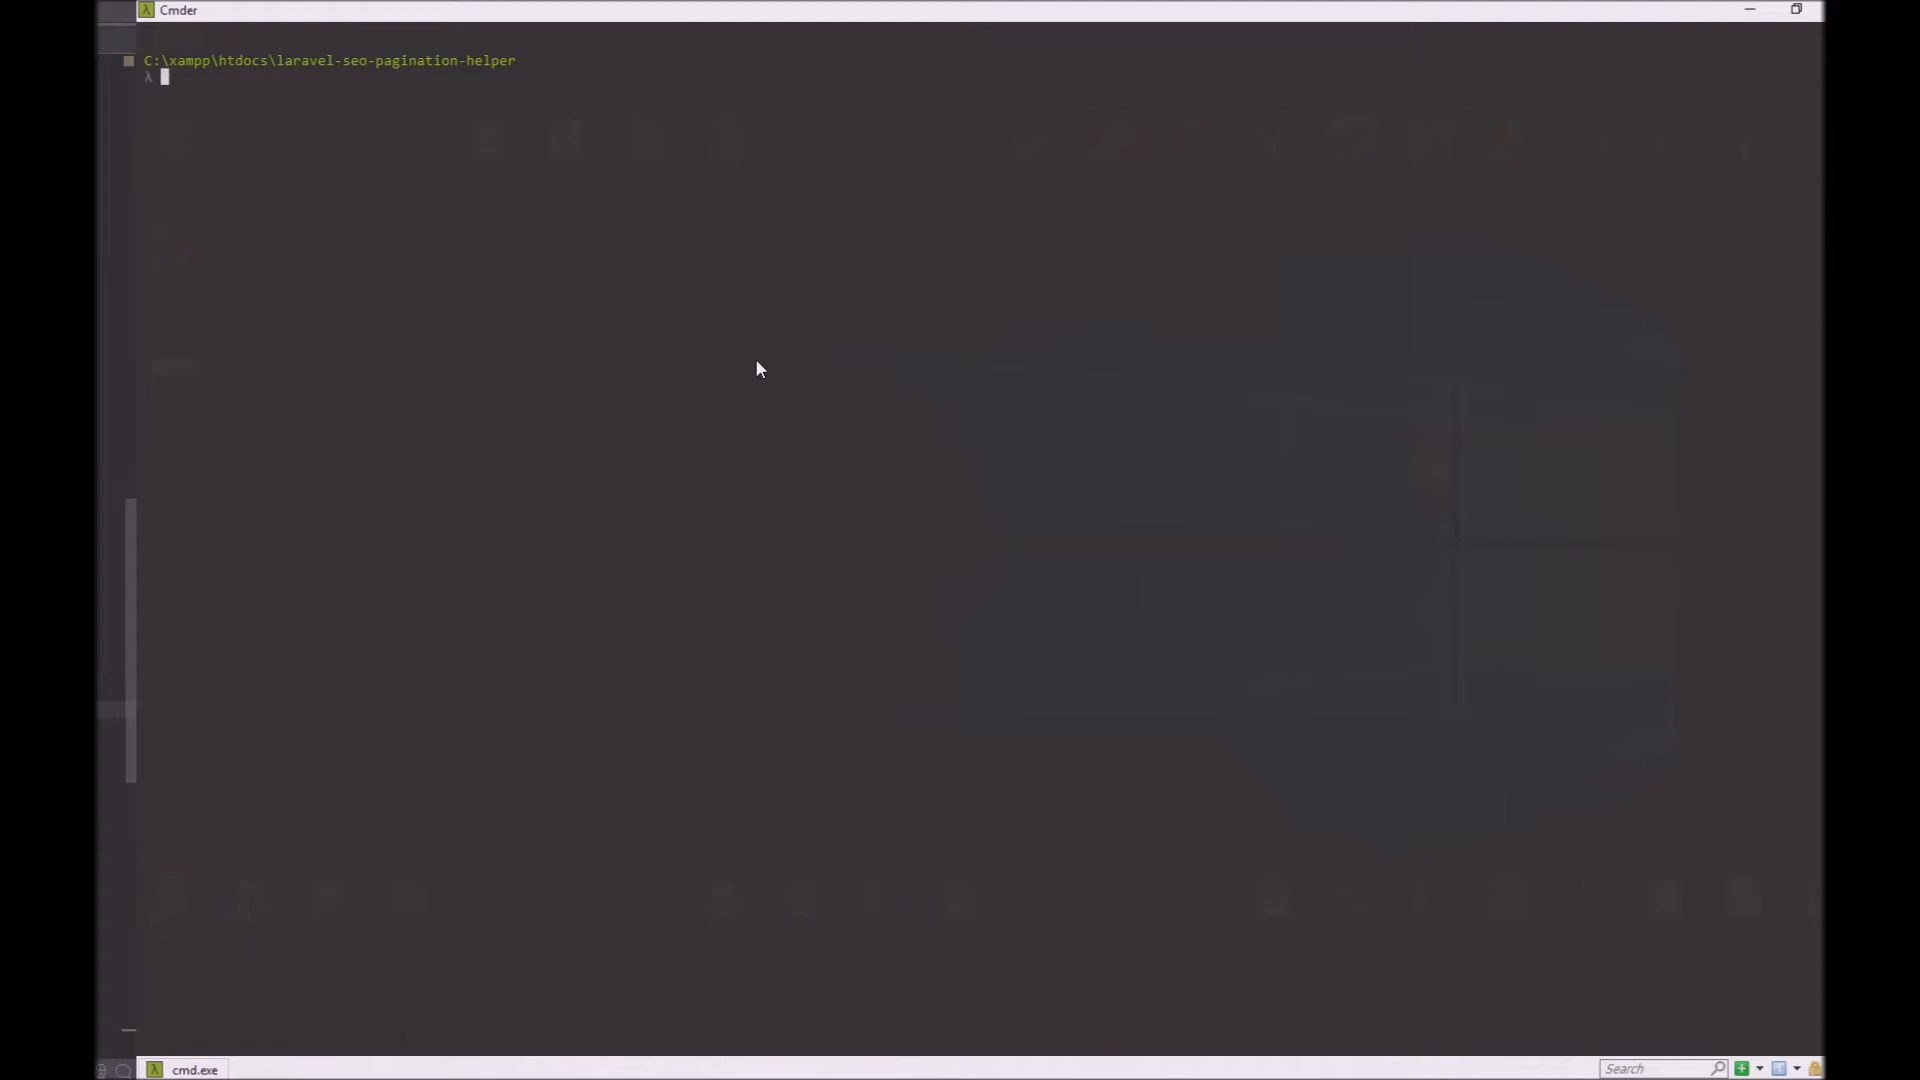 Cmder
C:\xampp\htdocs\laravel-seo-pagination-helper
λ
cmd.exe
Search